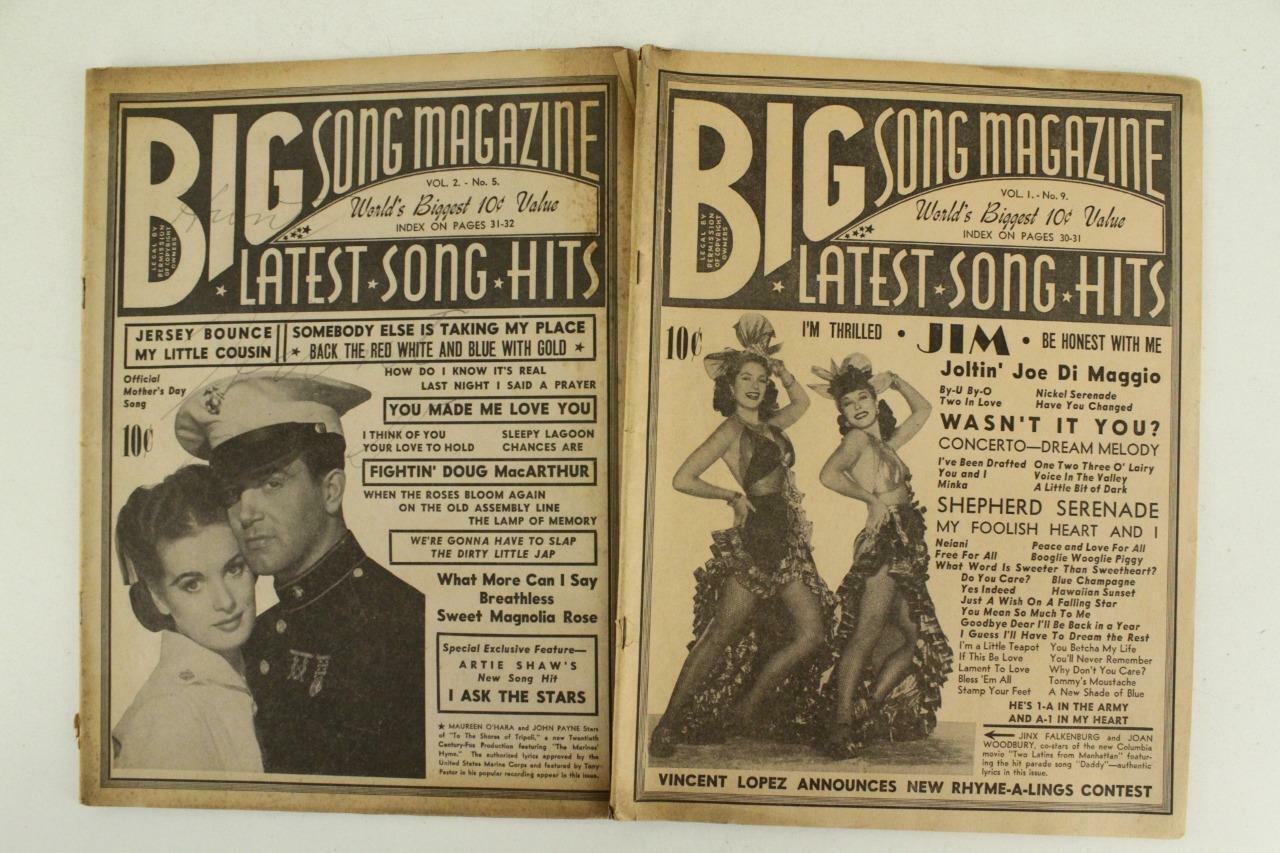 BIG SONG MAGAZINE
VOL. 2. - No. 5.
World's Biggest 10¢ Value
INDEX ON PAGES 31-32
LEGAL BY
PERMISSION
OF COPYRIGHT
OWNERS
LATEST SONG HITS
JERSEY BOUNCE
MY LITTLE COUSIN
SOMEBODY ELSE IS TAKING MY PLACE
★ BACK THE RED WHITE AND BLUE WITH GOLD ★
Official
Mother's Day
Song
10¢
HOW DO I KNOW IT'S REAL
LAST NIGHT I SAID A PRAYER
YOU MADE ME LOVE YOU
I THINK OF YOU SLEEPY LAGOON
YOUR LOVE TO HOLD CHANCES ARE
FIGHTIN' DOUG MacARTHUR
WHEN THE ROSES BLOOM AGAIN
ON THE OLD ASSEMBLY LINE
THE LAMP OF MEMORY
WE'RE GONNA HAVE TO SLAP
THE DIRTY LITTLE JAP
What More Can I Say
Breathless
Sweet Magnolia Rose
Special Exclusive Feature—
ARTIE SHAW'S
New Song Hit
I ASK THE STARS
★ MAUREEN O'HARA and JOHN PAYNE Stars
of "To The Shores of Tripoli," a new Twentieth
Century-Fox Production featuring "The Marines'
Hymn." The authorized lyrics approved by the
United States Marine Corps and featured by Tony
Pastor in his popular recording appear in this issue.
BIG SONG MAGAZINE
VOL. 1. - No. 9.
World's Biggest 10¢ Value
INDEX ON PAGES 30-31
LEGAL BY
PERMISSION
OF COPYRIGHT
OWNERS
LATEST SONG HITS
10¢
I'M THRILLED • JIM • BE HONEST WITH ME
Joltin' Joe Di Maggio
By-U By-O Nickel Serenade
Two In Love Have You Changed
WASN'T IT YOU?
CONCERTO—DREAM MELODY
I've Been Drafted One Two Three O' Lairy
You and I Voice In The Valley
Minka A Little Bit of Dark
SHEPHERD SERENADE
MY FOOLISH HEART AND I
Neiani Peace and Love For All
Free For All Booglie Wooglie Piggy
What Word Is Sweeter Than Sweetheart?
Do You Care? Blue Champagne
Yes Indeed Hawaiian Sunset
Just A Wish On A Falling Star
You Mean So Much To Me
Goodbye Dear I'll Be Back in a Year
I Guess I'll Have To Dream the Rest
I'm a Little Teapot You Betcha My Life
If This Be Love You'll Never Remember
Lament To Love Why Don't You Care?
Bless 'Em All Tommy's Moustache
Stamp Your Feet A New Shade of Blue
HE'S 1-A IN THE ARMY
AND A-1 IN MY HEART
JINX FALKENBURG and JOAN
WOODBURY, co-stars of the new Columbia
movie "Two Latins from Manhattan" featur-
ing the hit parade song "Daddy"—authentic
lyrics in this issue.
VINCENT LOPEZ ANNOUNCES NEW RHYME-A-LINGS CONTEST